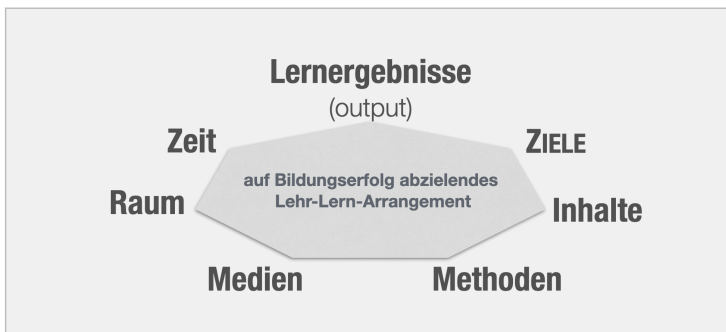 Lernergebnisse
(output)
Zeit
ZIELE
auf Bildungserfolg abzielendes
Lehr-Lern-Arrangement
Raum
Inhalte
Medien
Methoden